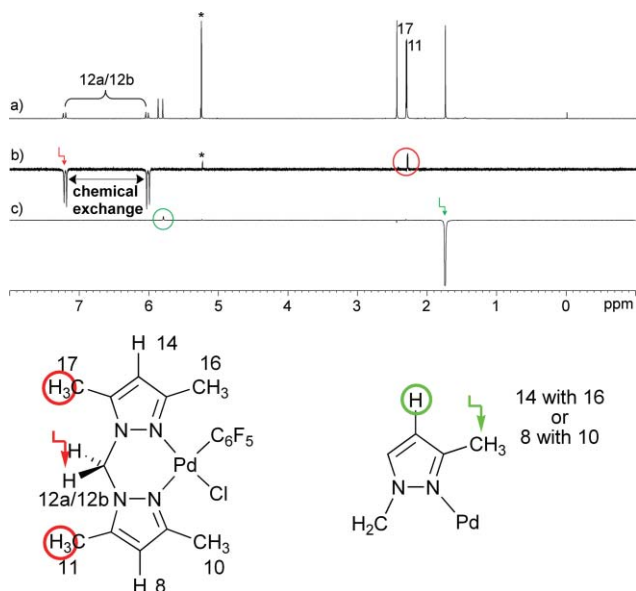 *
17
11
12a/12b
a)
b)
*
chemical
exchange
c)
7 6 5 4 3 2 1 0 ppm
H 14
17 16
H₃C CH₃
N N C₆F₅
H Pd
H Cl
12a/12b N N
H₃C CH₃
11 10
H 8
H 14 with 16
or
CH₃ 8 with 10
N N
H₂C Pd